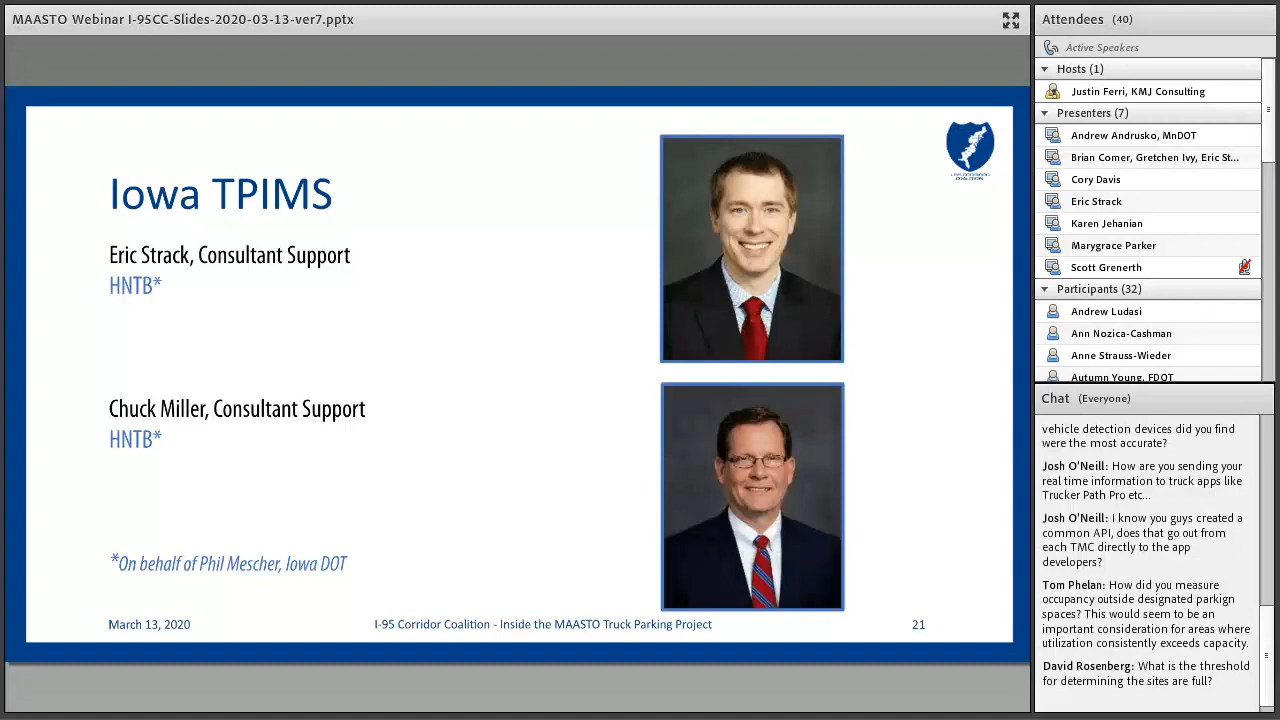 MAASTO Webinar I-95CC-Slides-2020-03-13-ver7.pptx
Iowa TPIMS
Eric Strack, Consultant Support
HNTB*
Chuck Miller, Consultant Support
HNTB*
*On behalf of Phil Mescher, Iowa DOT
March 13, 2020
I-95 Corridor Coalition - Inside the MAASTO Truck Parking Project
21
Attendees (40)
Active Speakers
Hosts (1)
Justin Ferri, KMJ Consulting
Presenters (7)
Andrew Andrusko, MnDOT
Brian Comer, Gretchen Ivy, Eric St...
Cory Davis
Eric Strack
Karen Jehanian
Marygrace Parker
Scott Grenerth
Participants (32)
Andrew Ludasi
Ann Nozica-Cashman
Anne Strauss-Wieder
Autumn Young, FDOT
Chat (Everyone)
vehicle detection devices did you find
were the most accurate?
Josh O'Neill: How are you sending your
real time information to truck apps like
Trucker Path Pro etc...
Josh O'Neill: I know you guys created a
common API, does that go out from
each TMC directly to the app
developers?
Tom Phelan: How did you measure
occupancy outside designated parkign
spaces? This would seem to be an
important consideration for areas where
utilization consistently exceeds capacity.
David Rosenberg: What is the threshold
for determining the sites are full?